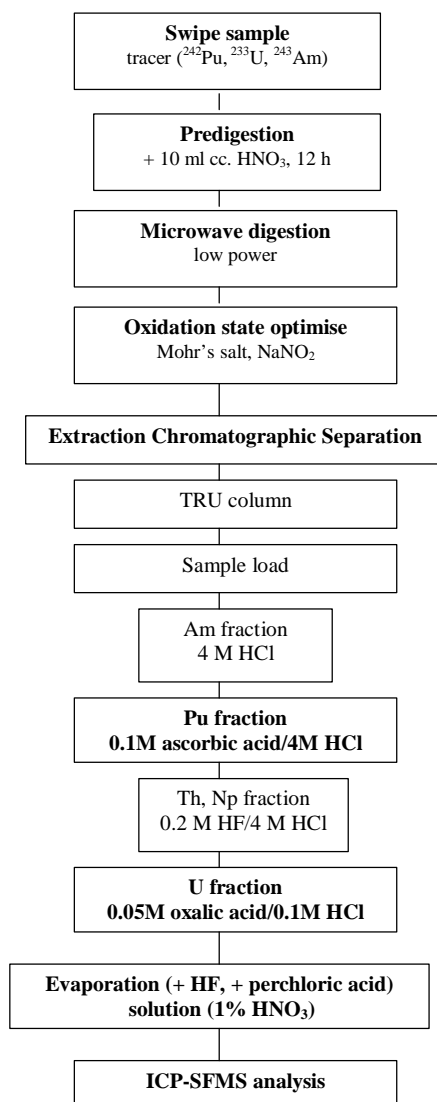 Swipe sample
tracer (²⁴²Pu, ²³³U, ²⁴³Am)
Predigestion
+ 10 ml cc. HNO₃, 12 h
Microwave digestion
low power
Oxidation state optimise
Mohr's salt, NaNO₂
Extraction Chromatographic Separation
TRU column
Sample load
Am fraction
4 M HCl
Pu fraction
0.1M ascorbic acid/4M HCl
Th, Np fraction
0.2 M HF/4 M HCl
U fraction
0.05M oxalic acid/0.1M HCl
Evaporation (+ HF, + perchloric acid)
solution (1% HNO₃)
ICP-SFMS analysis